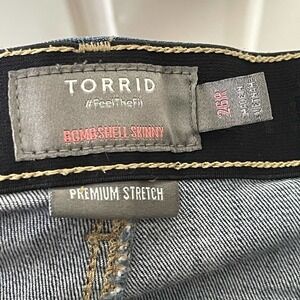 TORRID
#FeelTheFit
BOMBSHELL SKINNY
26R
PREMIUM STRETCH